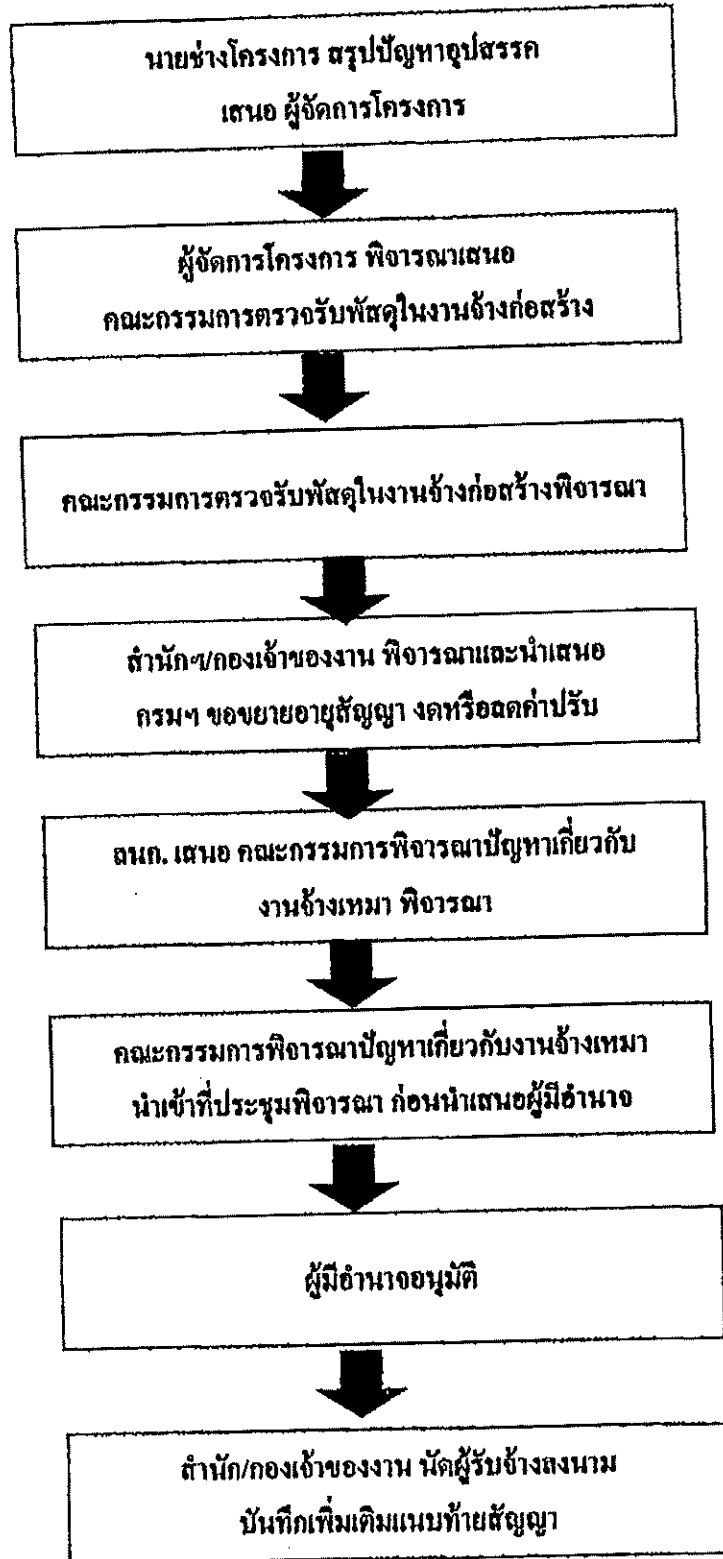 นายช่างโครงการ สรุปปัญหาอุปสรรค
เสนอ ผู้จัดการโครงการ
ผู้จัดการโครงการ พิจารณาเสนอ
คณะกรรมการตรวจรับพัสดุในงานจ้างก่อสร้าง
คณะกรรมการตรวจรับพัสดุในงานจ้างก่อสร้างพิจารณา
สำนักฯ/กองเจ้าของงาน พิจารณาและนำเสนอ
กรมฯ ขอขยายอายุสัญญา งดหรือลดค่าปรับ
ลนก. เสนอ คณะกรรมการพิจารณาปัญหาเกี่ยวกับ
งานจ้างเหมา พิจารณา
คณะกรรมการพิจารณาปัญหาเกี่ยวกับงานจ้างเหมา
นำเข้าที่ประชุมพิจารณา ก่อนนำเสนอผู้มีอำนาจ
ผู้มีอำนาจอนุมัติ
สำนัก/กองเจ้าของงาน นัดผู้รับจ้างลงนาม
บันทึกเพิ่มเติมแนบท้ายสัญญา